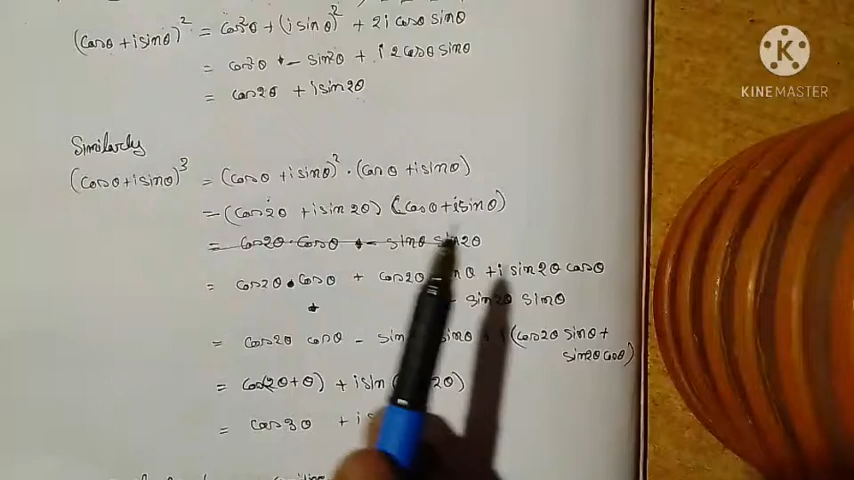 (cosθ + isinθ)² = cos²θ + (isinθ)² + 2i cosθ sinθ
= cos²θ - sin²θ + i 2cosθ sinθ
= cos2θ + isin2θ
KINEMASTER
Similarly
(cosθ + isinθ)³ = (cosθ + isinθ)² · (cosθ + isinθ)
= (cos2θ + isin2θ) (cosθ + isinθ)
= cos2θ · cosθ - sinθ sin2θ
= cos2θ · cosθ + cos2θ θ + i sin2θ cosθ
- sin2θ sinθ
= cos2θ cosθ - sin sinθ + (cos2θ sinθ +
sin2θ cosθ)
= cos(2θ + θ) + isin ( 2θ)
= cos3θ + i